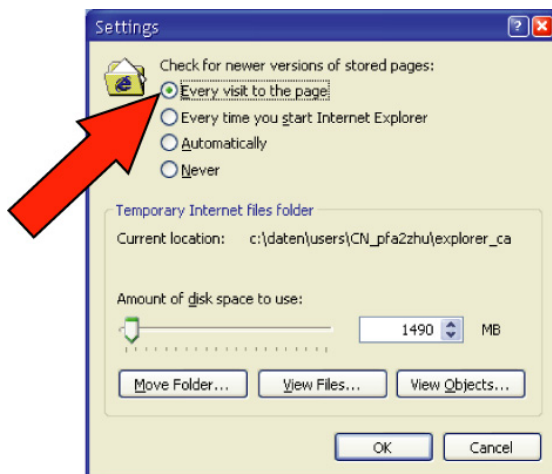 Settings
Check for newer versions of stored pages:
Every visit to the page
Every time you start Internet Explorer
Automatically
Never
Temporary Internet files folder
Current location: c:\daten\users\CN_pfa2zhu\explorer_ca
Amount of disk space to use:
1490 MB
Move Folder... View Files... View Objects...
OK Cancel